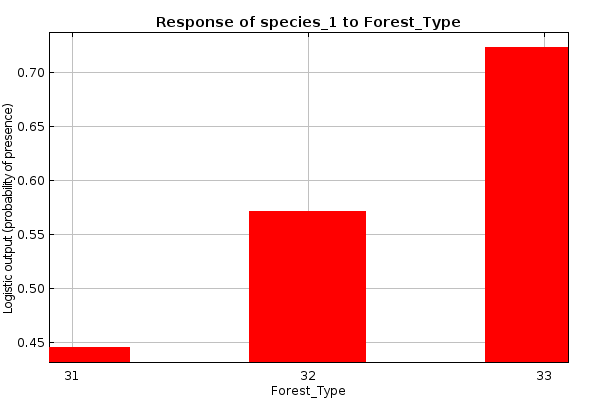 Response of species_1 to Forest_Type
Logistic output (probability of presence)
0.70
0.65
0.60
0.55
0.50
0.45
31 32 33
Forest_Type